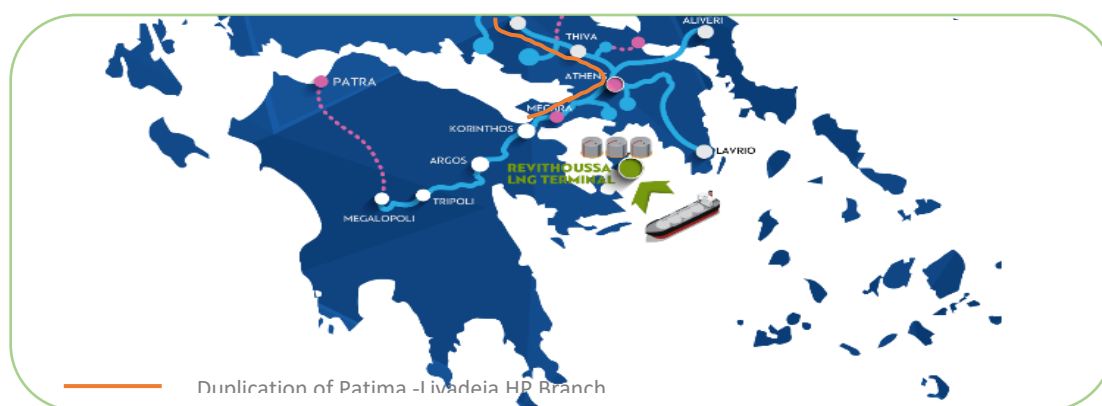 ALIVERI
THIVA
ATHENS
PATRA
MEGARA
KORINTHOS
ARGOS
REVITHOUSSA
LNG TERMINAL
LAVRIO
TRIPOLI
MEGALOPOLI
Duplication of Patima -Livadeia HP Branch